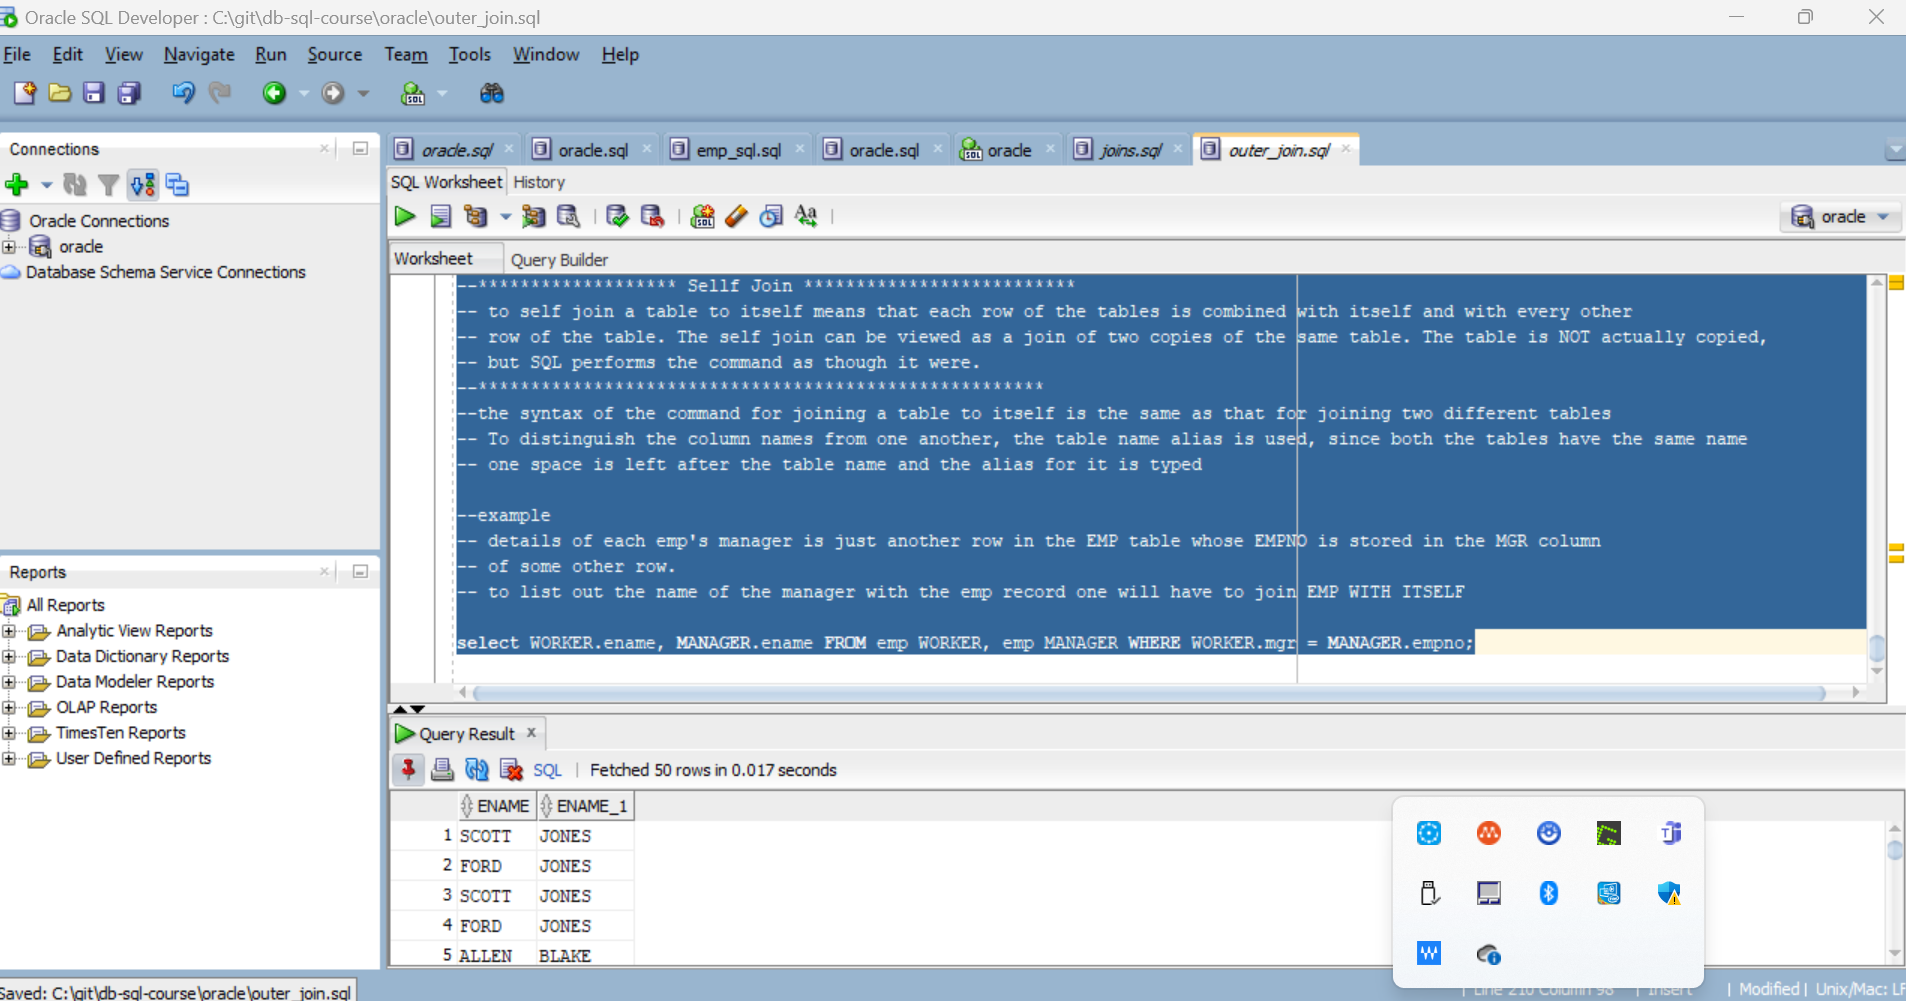 Oracle SQL Developer : C:\git\db-sql-course\oracle\outer_join.sql
File Edit View Navigate Run Source Team Tools Window Help
Connections
Oracle Connections
oracle
Database Schema Service Connections
Reports
All Reports
Analytic View Reports
Data Dictionary Reports
Data Modeler Reports
OLAP Reports
TimesTen Reports
User Defined Reports
oracle.sql oracle.sql emp_sql.sql oracle.sql oracle joins.sql outer_join.sql
SQL Worksheet History
oracle
Worksheet Query Builder
--******************* Sellf Join **************************
-- to self join a table to itself means that each row of the tables is combined with itself and with every other
-- row of the table. The self join can be viewed as a join of two copies of the same table. The table is NOT actually copied,
-- but SQL performs the command as though it were.
--******************************************************
--the syntax of the command for joining a table to itself is the same as that for joining two different tables
-- To distinguish the column names from one another, the table name alias is used, since both the tables have the same name
-- one space is left after the table name and the alias for it is typed
--example
-- details of each emp's manager is just another row in the EMP table whose EMPNO is stored in the MGR column
-- of some other row.
-- to list out the name of the manager with the emp record one will have to join EMP WITH ITSELF
select WORKER.ename, MANAGER.ename FROM emp WORKER, emp MANAGER WHERE WORKER.mgr = MANAGER.empno;
Query Result
SQL | Fetched 50 rows in 0.017 seconds
ENAME ENAME_1
1 SCOTT JONES
2 FORD JONES
3 SCOTT JONES
4 FORD JONES
5 ALLEN BLAKE
Saved: C:\git\db-sql-course\oracle\outer_join.sql
Line 210 Column 98 | Insert | Modified | Unix/Mac: LF